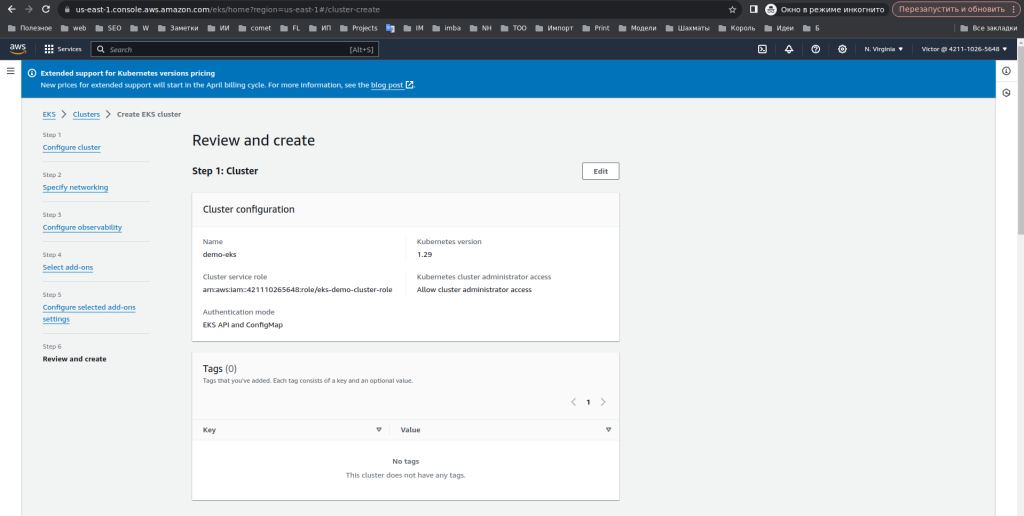 us-east-1.console.aws.amazon.com/eks/home?region=us-east-1#/cluster-create
Окно в режиме инкогнито
Перезапустить и обновить
Полезное web SEO W Заметки ИИ comet FL ИП Projects IM imba NH ТОО Импорт Print Модели Шахматы Король Идеи Б Все закладки
aws Services Search [Alt+S] N. Virginia Victor @ 4211-1026-5648
Extended support for Kubernetes versions pricing
New prices for extended support will start in the April billing cycle. For more information, see the blog post.
EKS Clusters Create EKS cluster
Step 1
Configure cluster
Step 2
Specify networking
Step 3
Configure observability
Step 4
Select add-ons
Step 5
Configure selected add-ons
settings
Step 6
Review and create
Review and create
Step 1: Cluster
Edit
Cluster configuration
Name
demo-eks
Kubernetes version
1.29
Cluster service role
arn:aws:iam::421110265648:role/eks-demo-cluster-role
Kubernetes cluster administrator access
Allow cluster administrator access
Authentication mode
EKS API and ConfigMap
Tags (0)
Tags that you've added. Each tag consists of a key and an optional value.
1
Key Value
No tags
This cluster does not have any tags.